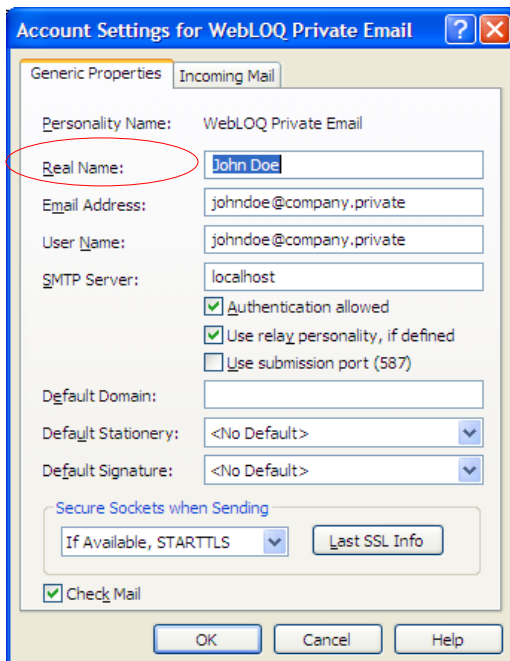 Account Settings for WebLOQ Private Email
Generic Properties Incoming Mail
Personality Name: WebLOQ Private Email
Real Name: John Doe
Email Address: johndoe@company.private
User Name: johndoe@company.private
SMTP Server: localhost
Authentication allowed
Use relay personality, if defined
Use submission port (587)
Default Domain:
Default Stationery: <No Default>
Default Signature: <No Default>
Secure Sockets when Sending
If Available, STARTTLS Last SSL Info
Check Mail
OK Cancel Help